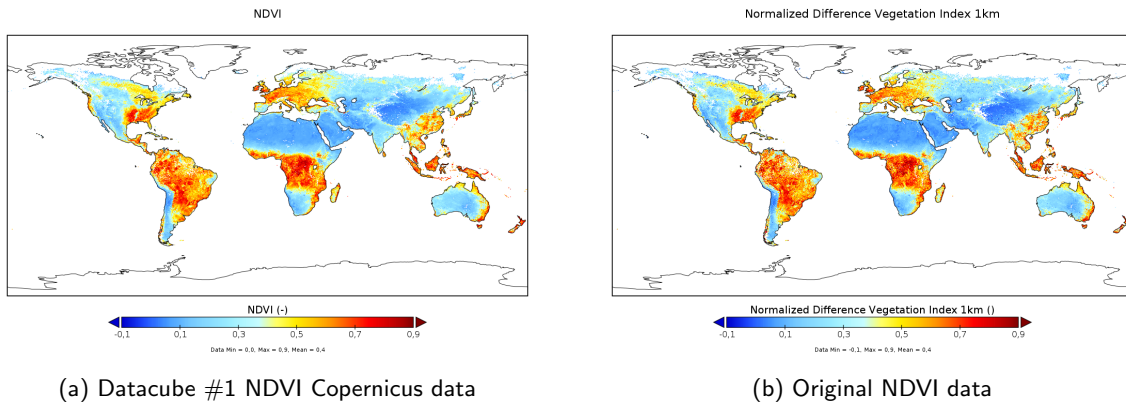 NDVI
NDVI (-)
-0,1 0,1 0,3 0,5 0,7 0,9
Data Min = 0,0, Max = 0,9, Mean = 0,4
(a) Datacube #1 NDVI Copernicus data
Normalized Difference Vegetation Index 1km
Normalized Difference Vegetation Index 1km ()
-0,1 0,1 0,3 0,5 0,7 0,9
Data Min = -0,1, Max = 0,9, Mean = 0,4
(b) Original NDVI data